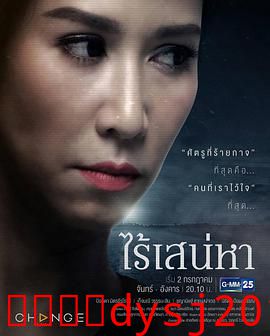 “ศัตรูที่ร้ายกาจ
ที่สุดคือ...
“คนที่เราไว้ใจ”
ที่สุด...
ไร้เสน่หา
เริ่ม 2 กรกฎาคม
จันทร์ - อังคาร | 20.10 น.
GMM 25
dysj20
CHANGE